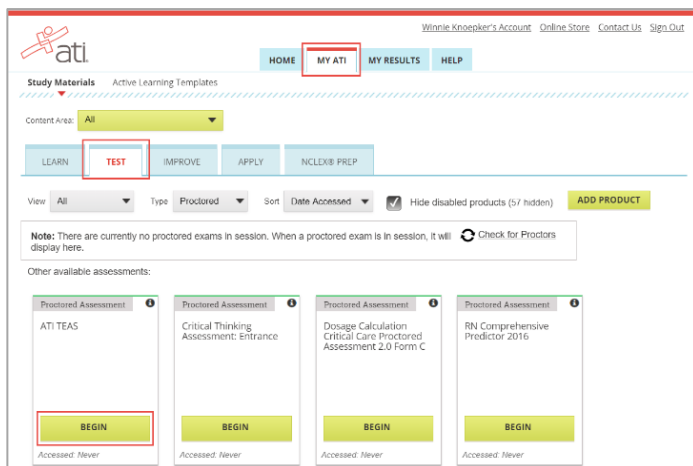 Winnie Knoepker's Account Online Store Contact Us Sign Out
ati
HOME MY ATI MY RESULTS HELP
Study Materials Active Learning Templates
Content Area: All
LEARN TEST IMPROVE APPLY NCLEX® PREP
View All Type Proctored Sort Date Accessed Hide disabled products (57 hidden) ADD PRODUCT
Note: There are currently no proctored exams in session. When a proctored exam is in session, it will Check for Proctors
display here.
Other available assessments:
Proctored Assessment Proctored Assessment Proctored Assessment Proctored Assessment
ATI TEAS Critical Thinking Dosage Calculation RN Comprehensive
Assessment: Entrance Critical Care Proctored Predictor 2016
Assessment 2.0 Form C
BEGIN BEGIN BEGIN BEGIN
Accessed: Never Accessed: Never Accessed: Never Accessed: Never